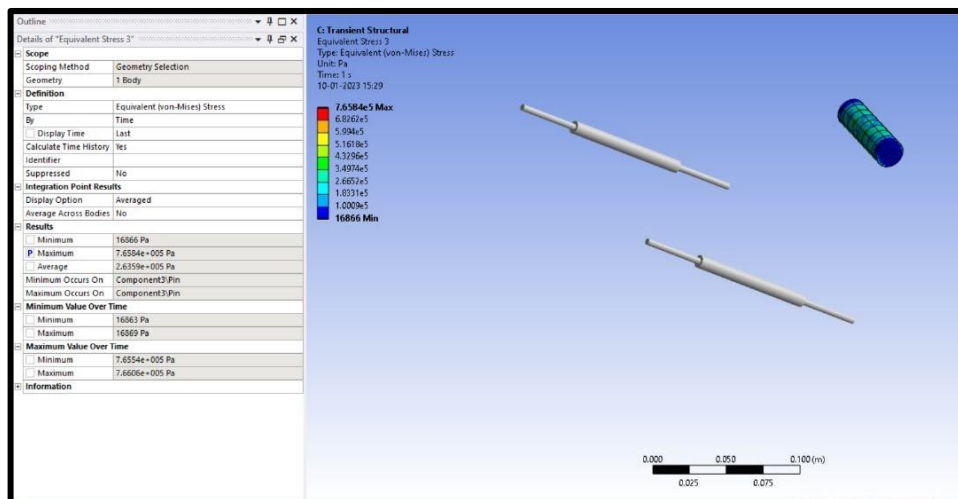 Outline
Details of "Equivalent Stress 3"
Scope
Scoping Method Geometry Selection
Geometry 1 Body
Definition
Type Equivalent (von-Mises) Stress
By Time
Display Time Last
Calculate Time History Yes
Identifier
Suppressed No
Integration Point Results
Display Option Averaged
Average Across Bodies No
Results
Minimum 16866 Pa
P Maximum 7.6584e+005 Pa
Average 2.6359e+005 Pa
Minimum Occurs On Component3\Pin
Maximum Occurs On Component3\Pin
Minimum Value Over Time
Minimum 16863 Pa
Maximum 16869 Pa
Maximum Value Over Time
Minimum 7.6554e+005 Pa
Maximum 7.6606e+005 Pa
Information
C: Transient Structural
Equivalent Stress 3
Type: Equivalent (von-Mises) Stress
Unit: Pa
Time: 1 s
10-01-2023 15:29
7.6584e5 Max
6.8262e5
5.994e5
5.1618e5
4.3296e5
3.4974e5
2.6652e5
1.8331e5
1.0009e5
16866 Min
0.000 0.050 0.100 (m)
0.025 0.075